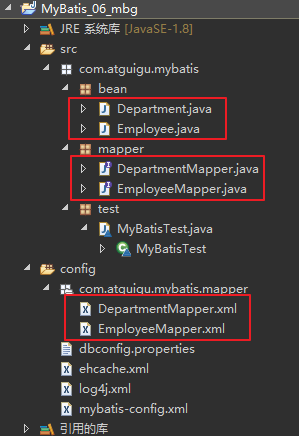 MyBatis_06_mbg
JRE 系统库 [JavaSE-1.8]
src
com.atguigu.mybatis
bean
Department.java
Employee.java
mapper
DepartmentMapper.java
EmployeeMapper.java
test
MyBatisTest.java
MyBatisTest
config
com.atguigu.mybatis.mapper
DepartmentMapper.xml
EmployeeMapper.xml
dbconfig.properties
ehcache.xml
log4j.xml
mybatis-config.xml
引用的库